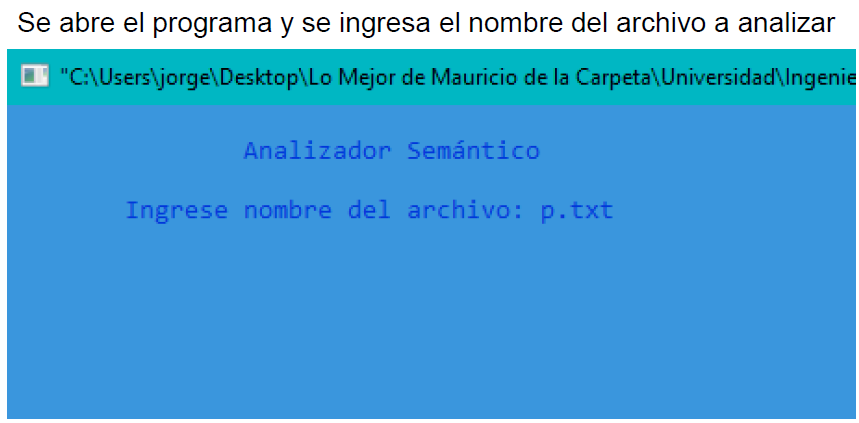 Se abre el programa y se ingresa el nombre del archivo a analizar
"C:\Users\jorge\Desktop\Lo Mejor de Mauricio de la Carpeta\Universidad\Ingenie
Analizador Semántico
Ingrese nombre del archivo: p.txt